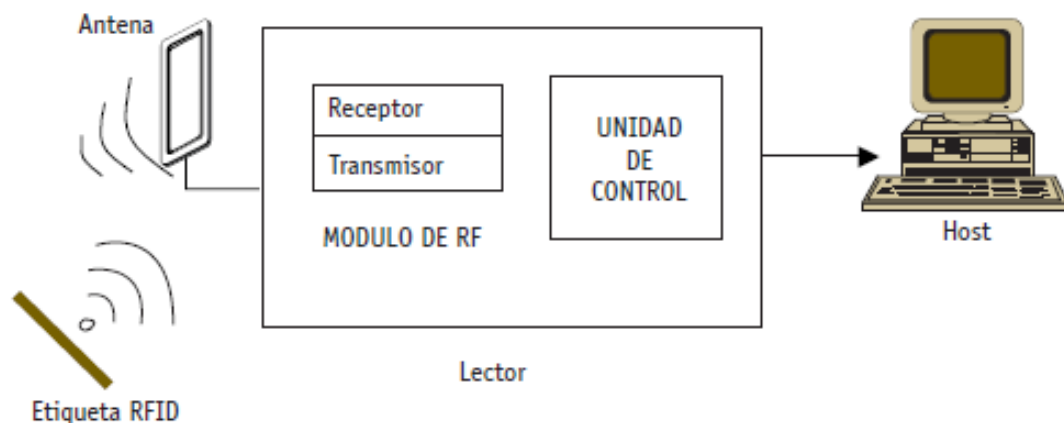 Antena
Receptor
Transmisor
MODULO DE RF
UNIDAD
DE
CONTROL
Host
Lector
Etiqueta RFID